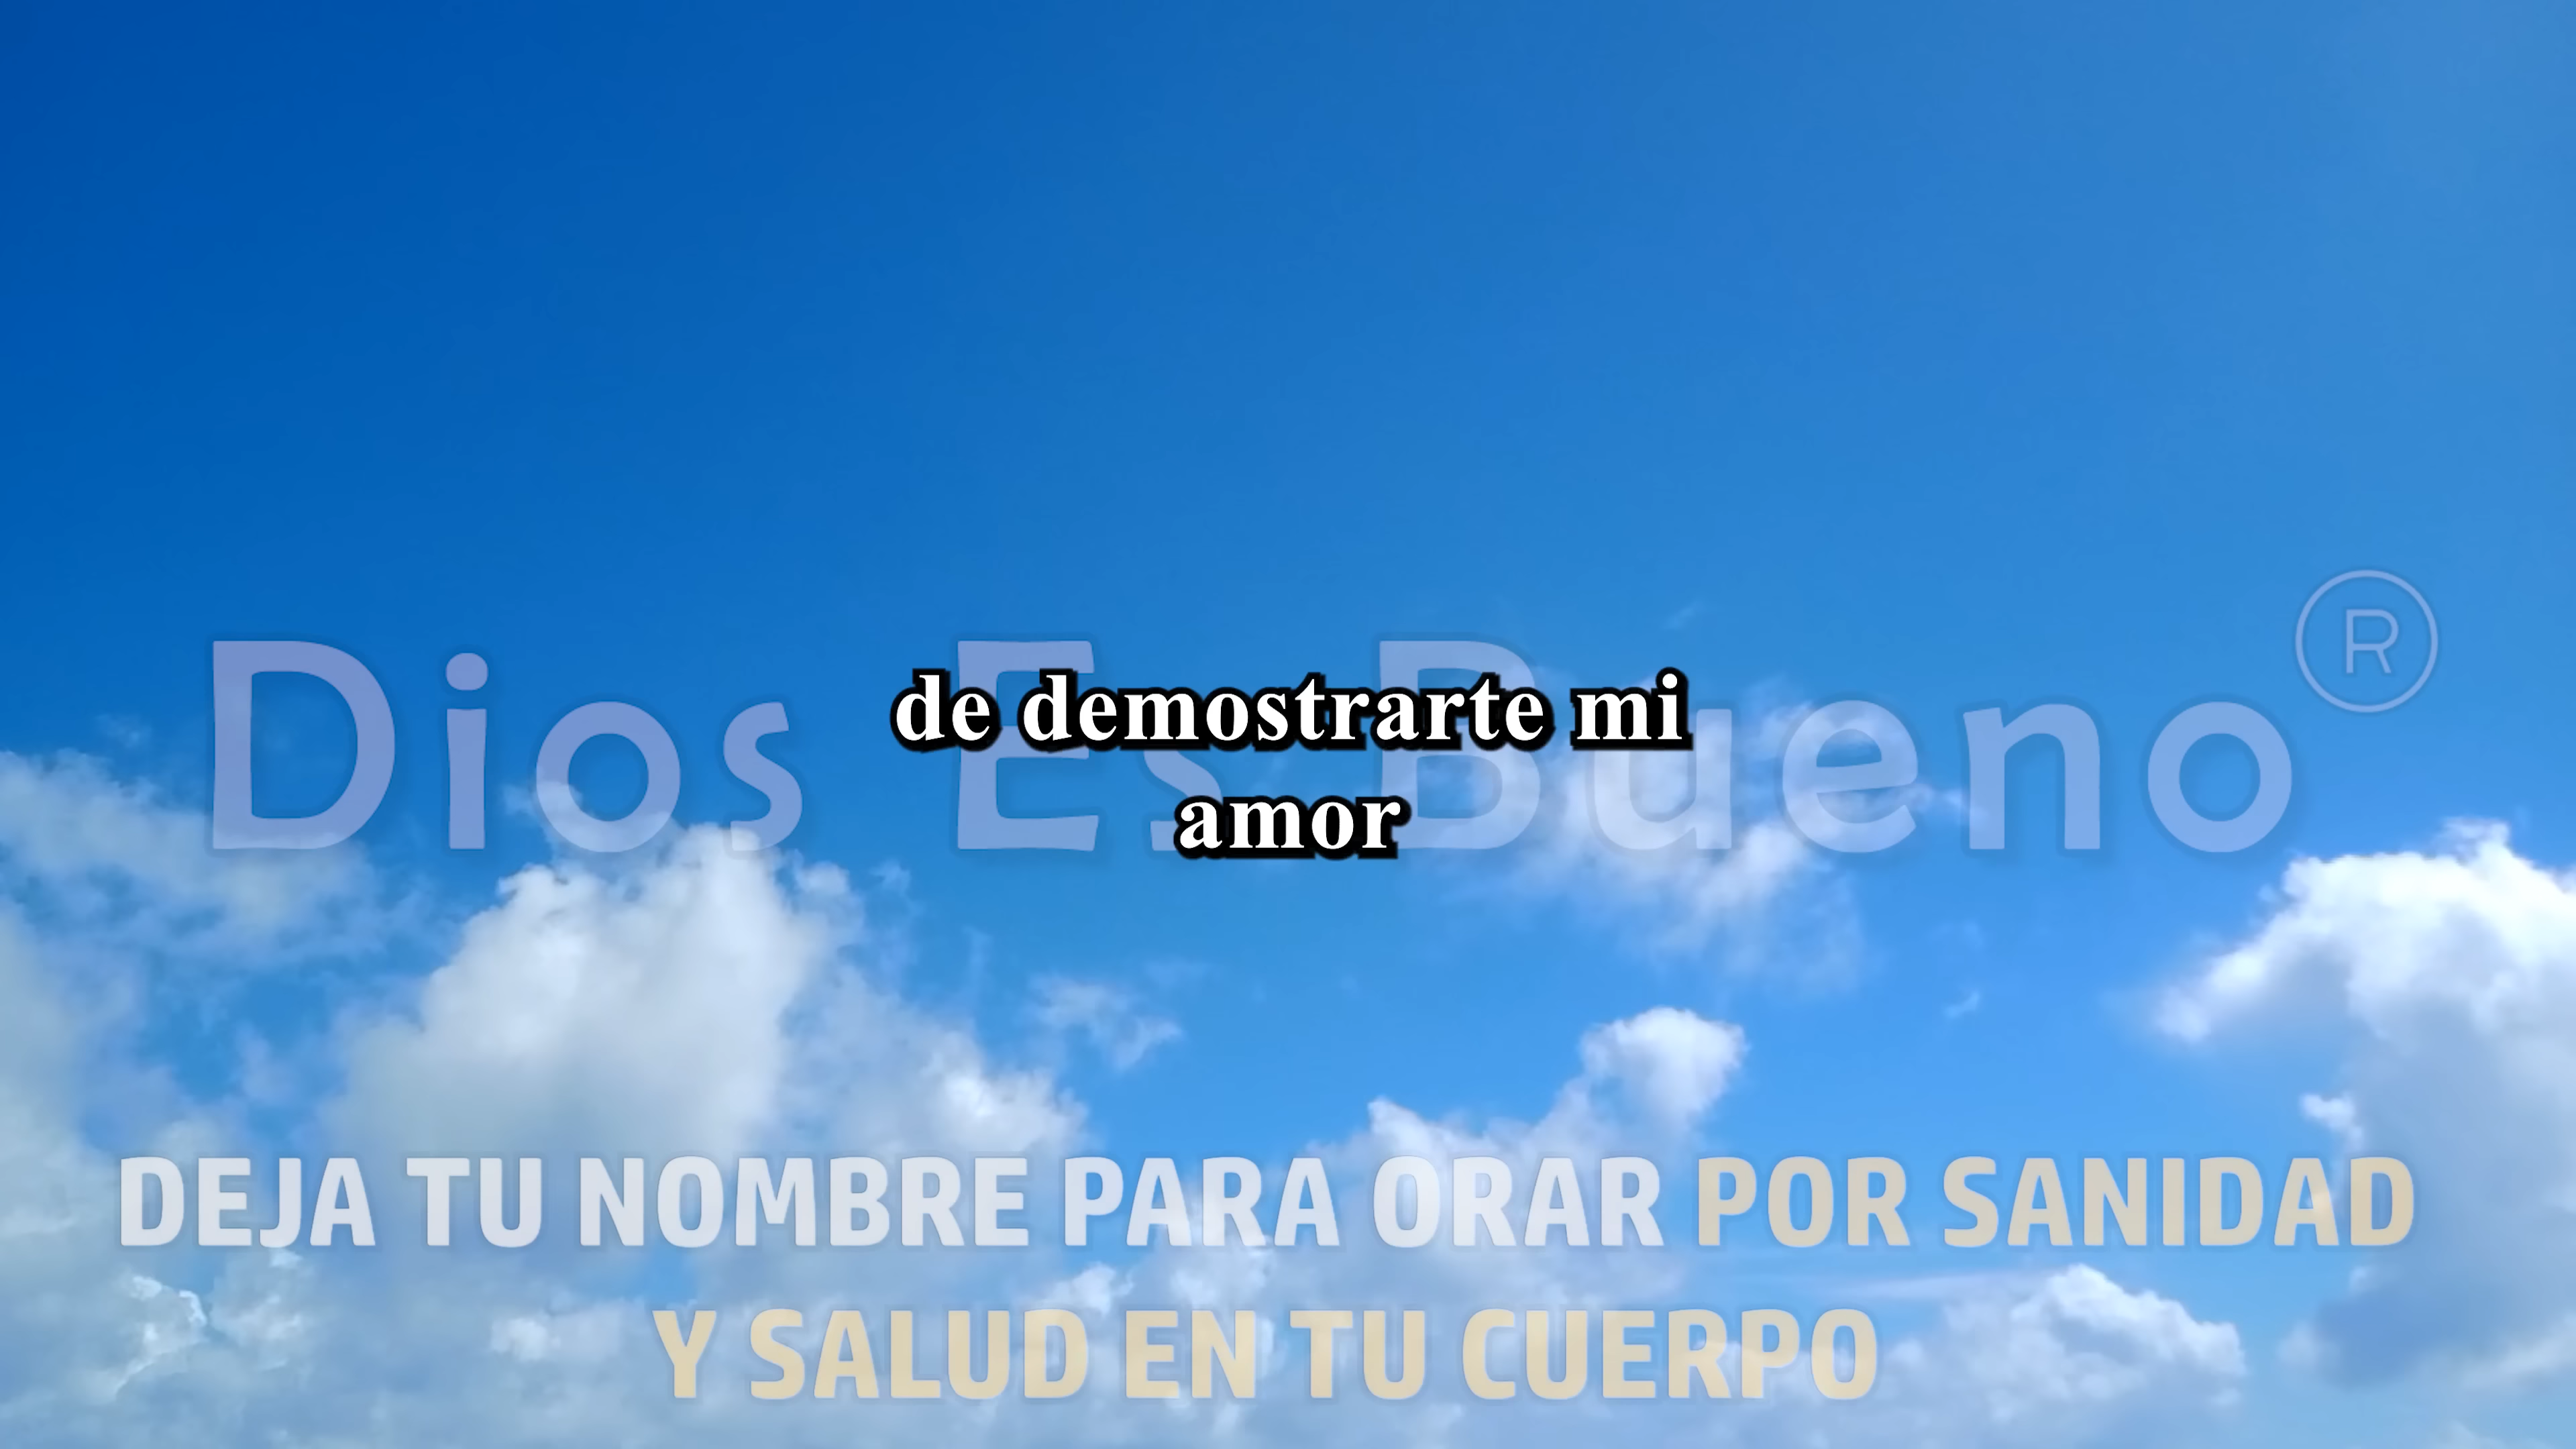 Dios Es Bueno ®
de demostrarte mi
amor
DEJA TU NOMBRE PARA ORAR POR SANIDAD
Y SALUD EN TU CUERPO